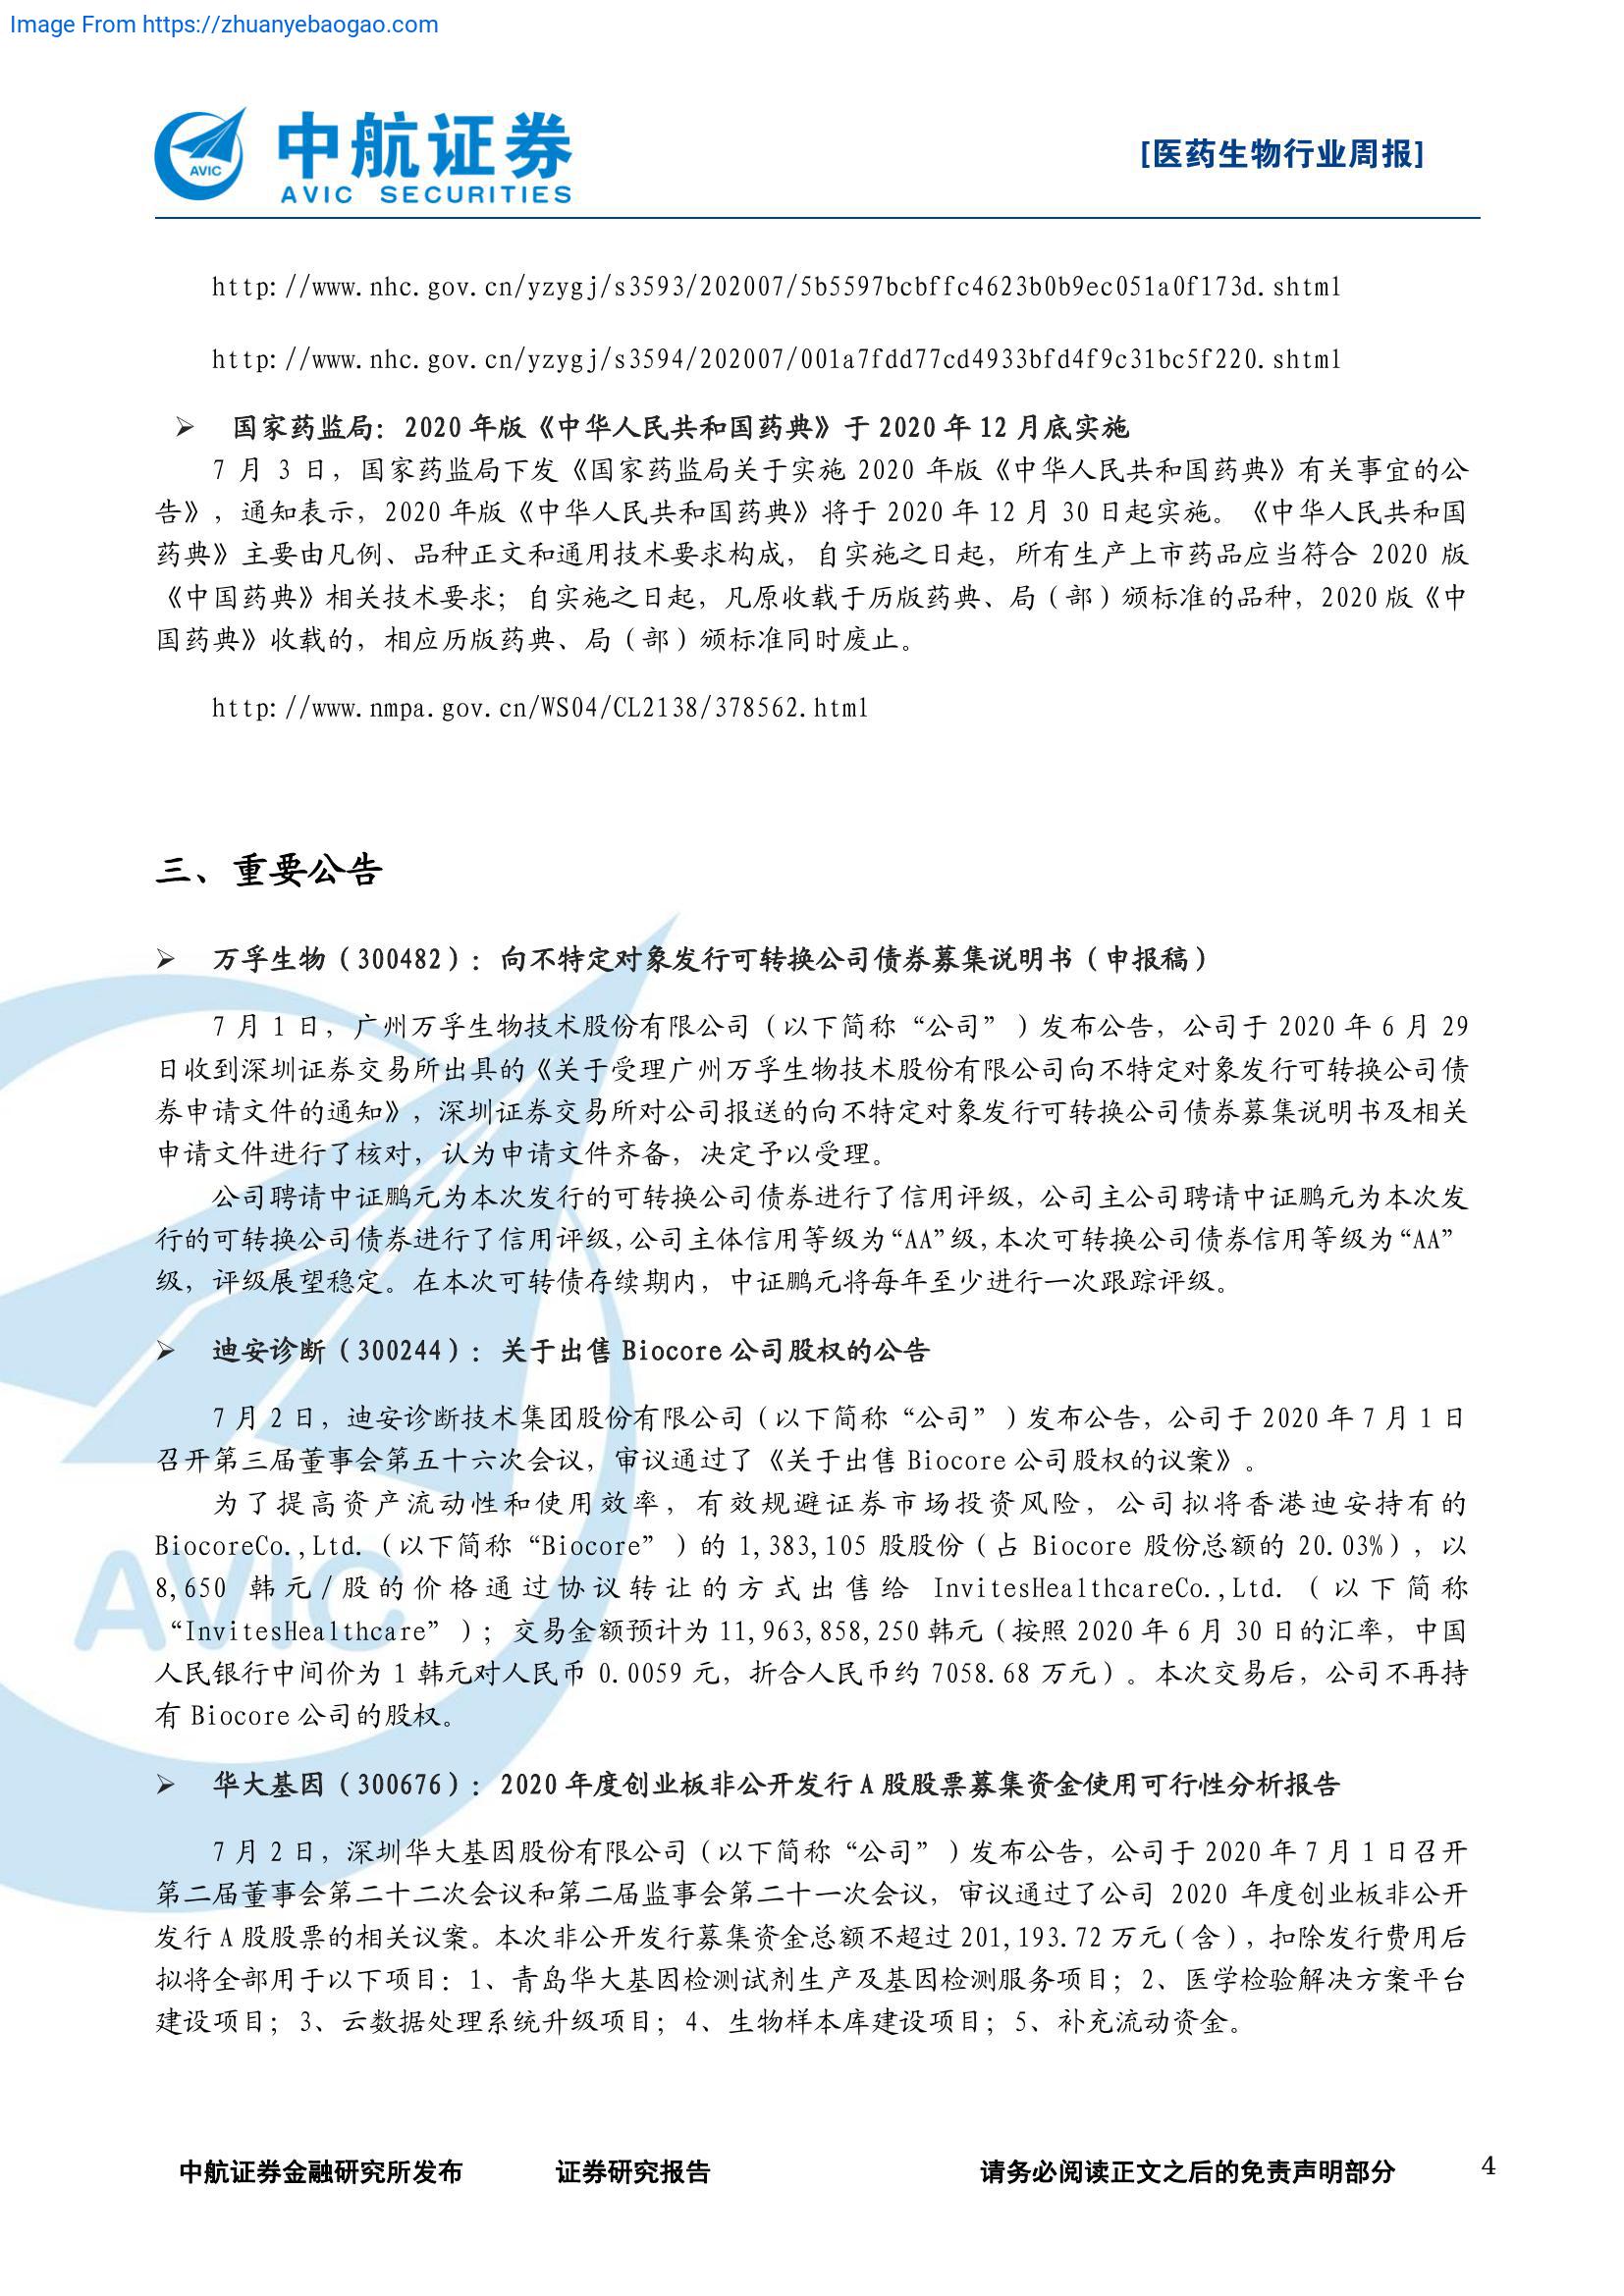 Image From https://zhuanyebaogao.com
中航证券
AVIC SECURITIES
AVIC
[医药生物行业周报]
http://www.nhc.gov.cn/yzygj/s3593/202007/5b5597bcbffc4623b0b9ec051a0f173d.shtml
http://www.nhc.gov.cn/yzygj/s3594/202007/001a7fdd77cd4933bfd4f9c31bc5f220.shtml
➢ 国家药监局：2020 年版《中华人民共和国药典》于 2020 年 12 月底实施
7 月 3 日，国家药监局下发《国家药监局关于实施 2020 年版《中华人民共和国药典》有关事宜的公
告》，通知表示，2020 年版《中华人民共和国药典》将于 2020 年 12 月 30 日起实施。《中华人民共和国
药典》主要由凡例、品种正文和通用技术要求构成，自实施之日起，所有生产上市药品应当符合 2020 版
《中国药典》相关技术要求；自实施之日起，凡原收载于历版药典、局（部）颁标准的品种，2020 版《中
国药典》收载的，相应历版药典、局（部）颁标准同时废止。
http://www.nmpa.gov.cn/WS04/CL2138/378562.html
三、重要公告
➢ 万孚生物（300482）：向不特定对象发行可转换公司债券募集说明书（申报稿）
7 月 1 日，广州万孚生物技术股份有限公司（以下简称“公司”）发布公告，公司于 2020 年 6 月 29
日收到深圳证券交易所出具的《关于受理广州万孚生物技术股份有限公司向不特定对象发行可转换公司债
券申请文件的通知》，深圳证券交易所对公司报送的向不特定对象发行可转换公司债券募集说明书及相关
申请文件进行了核对，认为申请文件齐备，决定予以受理。
公司聘请中证鹏元为本次发行的可转换公司债券进行了信用评级，公司主公司聘请中证鹏元为本次发
行的可转换公司债券进行了信用评级，公司主体信用等级为“AA”级，本次可转换公司债券信用等级为“AA”
级，评级展望稳定。在本次可转债存续期内，中证鹏元将每年至少进行一次跟踪评级。
➢ 迪安诊断（300244）：关于出售 Biocore 公司股权的公告
7 月 2 日，迪安诊断技术集团股份有限公司（以下简称“公司”）发布公告，公司于 2020 年 7 月 1 日
召开第三届董事会第五十六次会议，审议通过了《关于出售 Biocore 公司股权的议案》。
为了提高资产流动性和使用效率，有效规避证券市场投资风险，公司拟将香港迪安持有的
BiocoreCo.,Ltd.（以下简称“Biocore”）的 1,383,105 股股份（占 Biocore 股份总额的 20.03%），以
8,650 韩元/股的价格通过协议转让的方式出售给 InvitesHealthcareCo.,Ltd.（以下简称
“InvitesHealthcare”）；交易金额预计为 11,963,858,250 韩元（按照 2020 年 6 月 30 日的汇率，中国
人民银行中间价为 1 韩元对人民币 0.0059 元，折合人民币约 7058.68 万元）。本次交易后，公司不再持
有 Biocore 公司的股权。
➢ 华大基因（300676）：2020 年度创业板非公开发行 A 股股票募集资金使用可行性分析报告
7 月 2 日，深圳华大基因股份有限公司（以下简称“公司”）发布公告，公司于 2020 年 7 月 1 日召开
第二届董事会第二十二次会议和第二届监事会第二十一次会议，审议通过了公司 2020 年度创业板非公开
发行 A 股股票的相关议案。本次非公开发行募集资金总额不超过 201,193.72 万元（含），扣除发行费用后
拟将全部用于以下项目：1、青岛华大基因检测试剂生产及基因检测服务项目；2、医学检验解决方案平台
建设项目；3、云数据处理系统升级项目；4、生物样本库建设项目；5、补充流动资金。
AVIC
中航证券金融研究所发布 证券研究报告 请务必阅读正文之后的免责声明部分 4